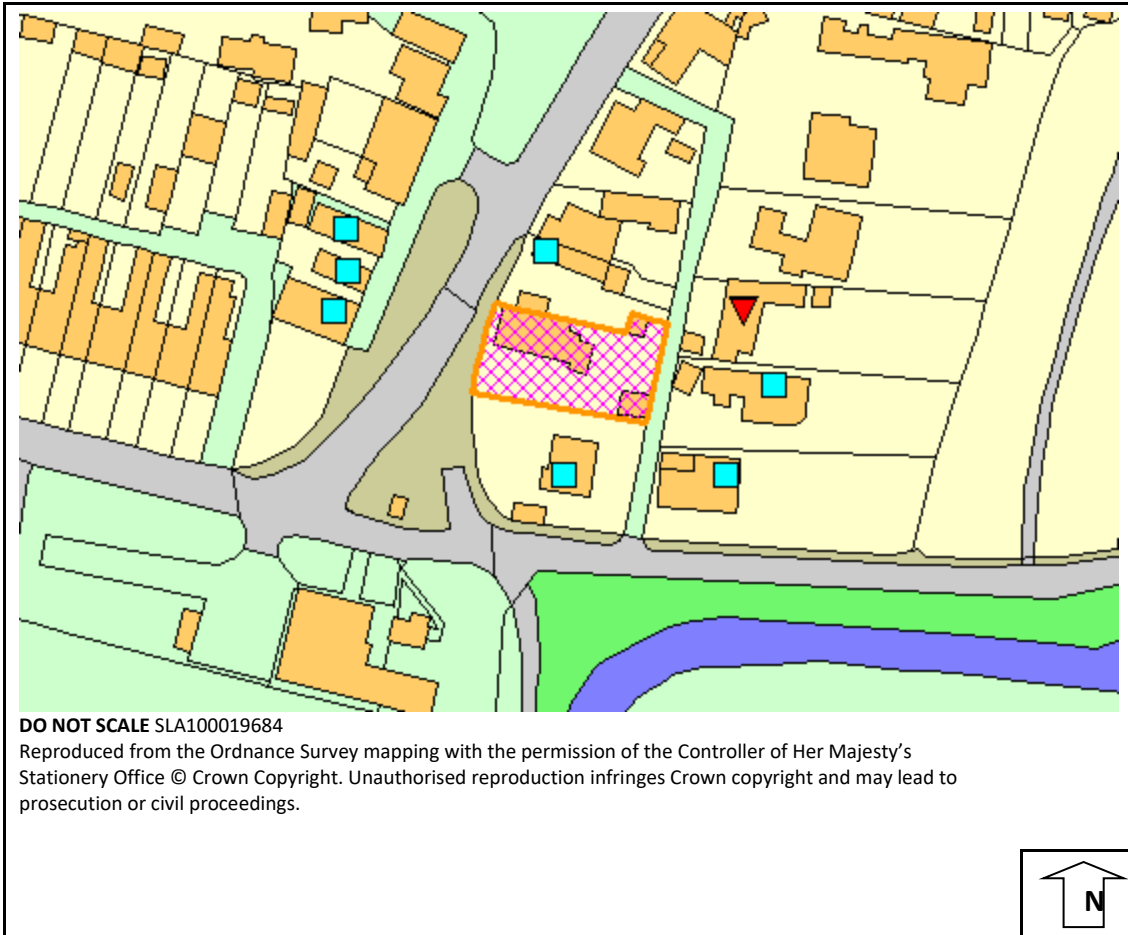 DO NOT SCALE SLA100019684
Reproduced from the Ordnance Survey mapping with the permission of the Controller of Her Majesty’s
Stationery Office © Crown Copyright. Unauthorised reproduction infringes Crown copyright and may lead to
prosecution or civil proceedings.
N